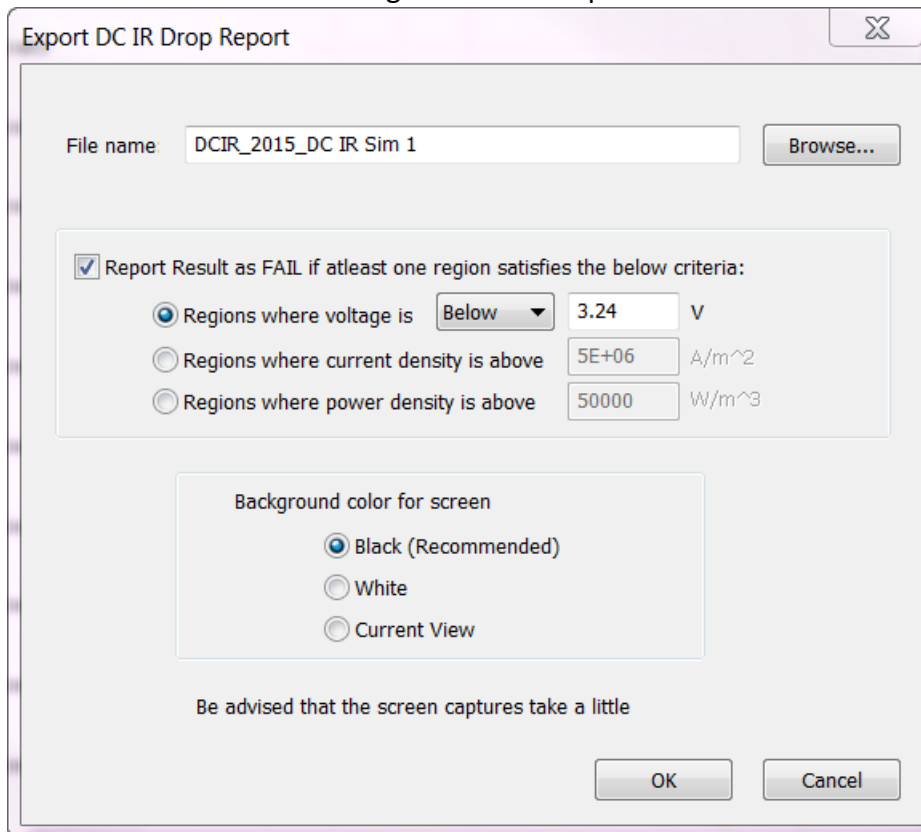 Export DC IR Drop Report
File name:
DCIR_2015_DC IR Sim 1
Browse...
Report Result as FAIL if atleast one region satisfies the below criteria:
Regions where voltage is Below 3.24 V
Regions where current density is above 5E+06 A/m^2
Regions where power density is above 50000 W/m^3
Background color for screen
Black (Recommended)
White
Current View
Be advised that the screen captures take a little
OK Cancel